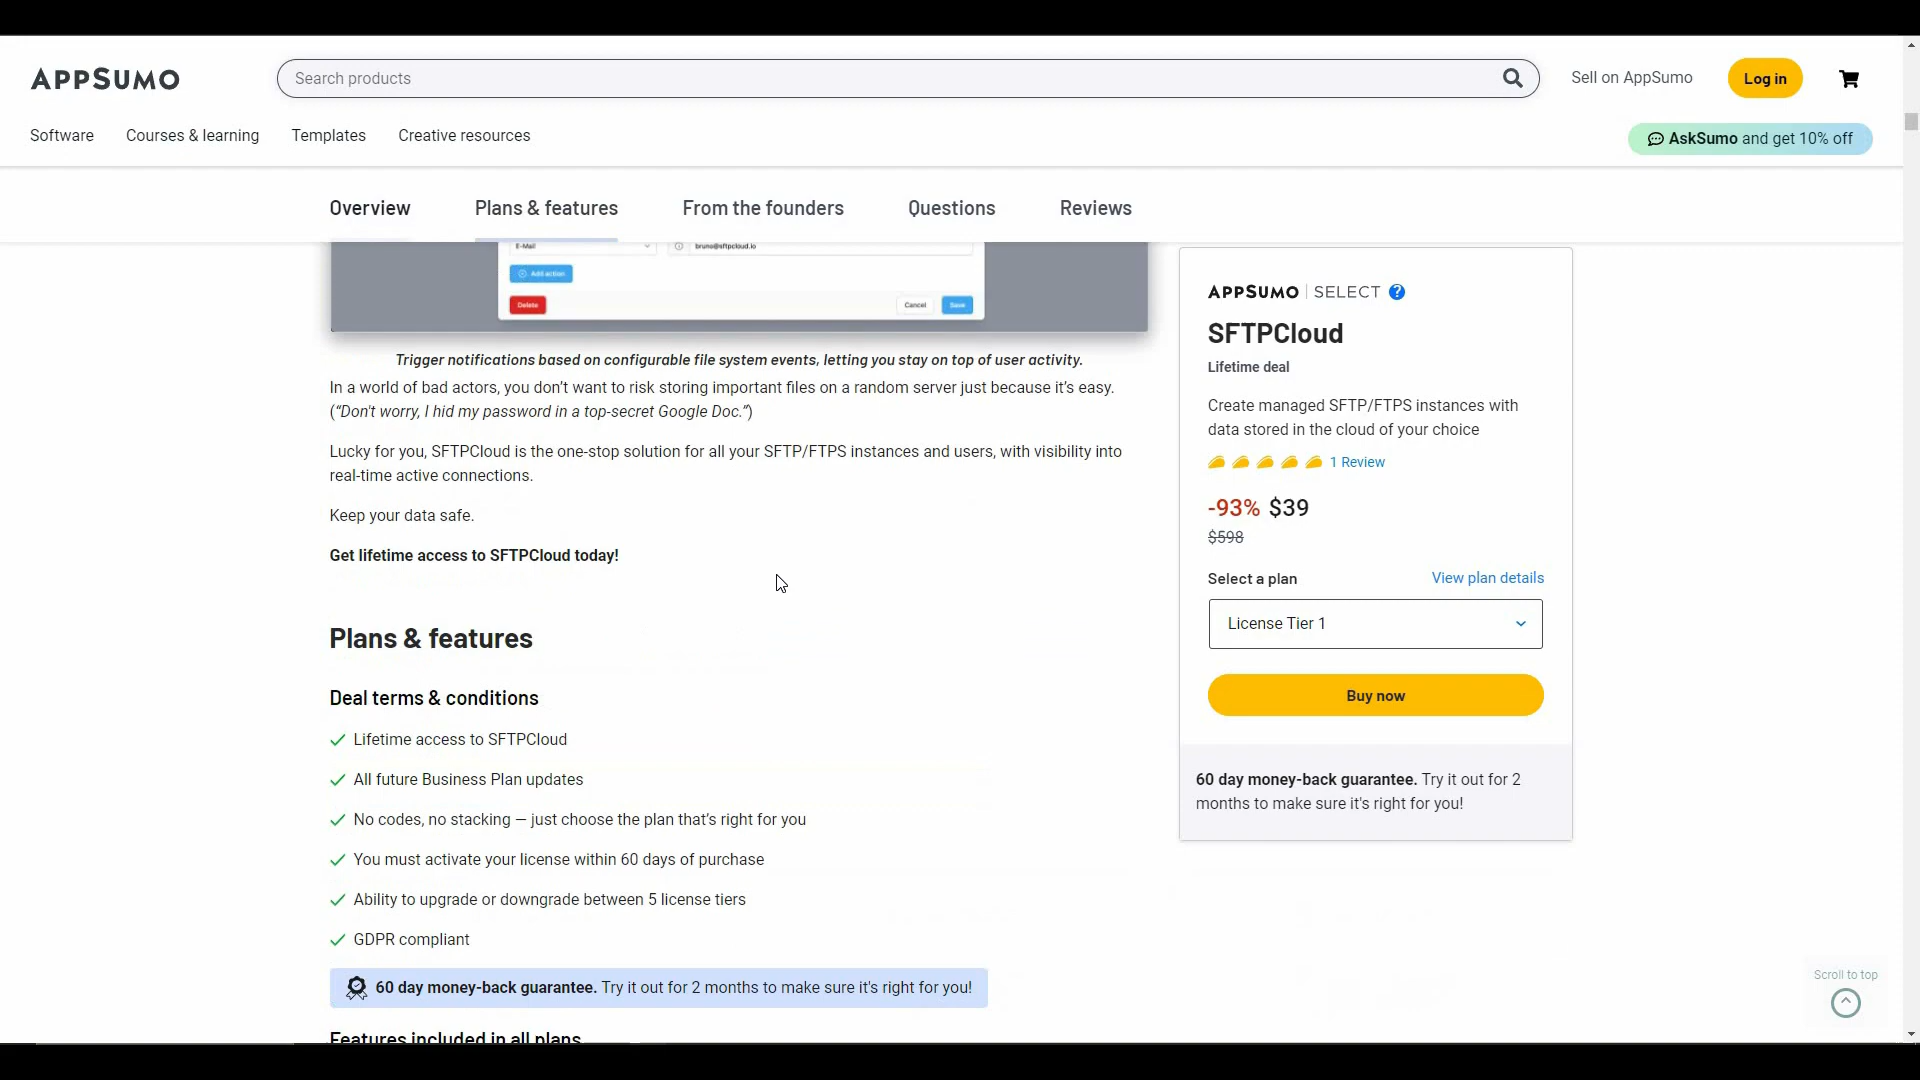 APPSUMO
Search products
Sell on AppSumo
Log in
Software
Courses & learning
Templates
Creative resources
AskSumo and get 10% off
Overview
Plans & features
From the founders
Questions
Reviews
E-Mail
bruno@sftpcloud.io
Add action
Delete
Cancel
Save
Trigger notifications based on configurable file system events, letting you stay on top of user activity.
In a world of bad actors, you don’t want to risk storing important files on a random server just because it’s easy.
(“Don't worry, I hid my password in a top-secret Google Doc.”)
Lucky for you, SFTPCloud is the one-stop solution for all your SFTP/FTPS instances and users, with visibility into
real-time active connections.
Keep your data safe.
Get lifetime access to SFTPCloud today!
Plans & features
Deal terms & conditions
Lifetime access to SFTPCloud
All future Business Plan updates
No codes, no stacking — just choose the plan that’s right for you
You must activate your license within 60 days of purchase
Ability to upgrade or downgrade between 5 license tiers
GDPR compliant
60 day money-back guarantee. Try it out for 2 months to make sure it's right for you!
Features included in all plans
APPSUMO SELECT ?
SFTPCloud
Lifetime deal
Create managed SFTP/FTPS instances with
data stored in the cloud of your choice
1 Review
-93% $39
$598
Select a plan
View plan details
License Tier 1
Buy now
60 day money-back guarantee. Try it out for 2
months to make sure it's right for you!
Scroll to top